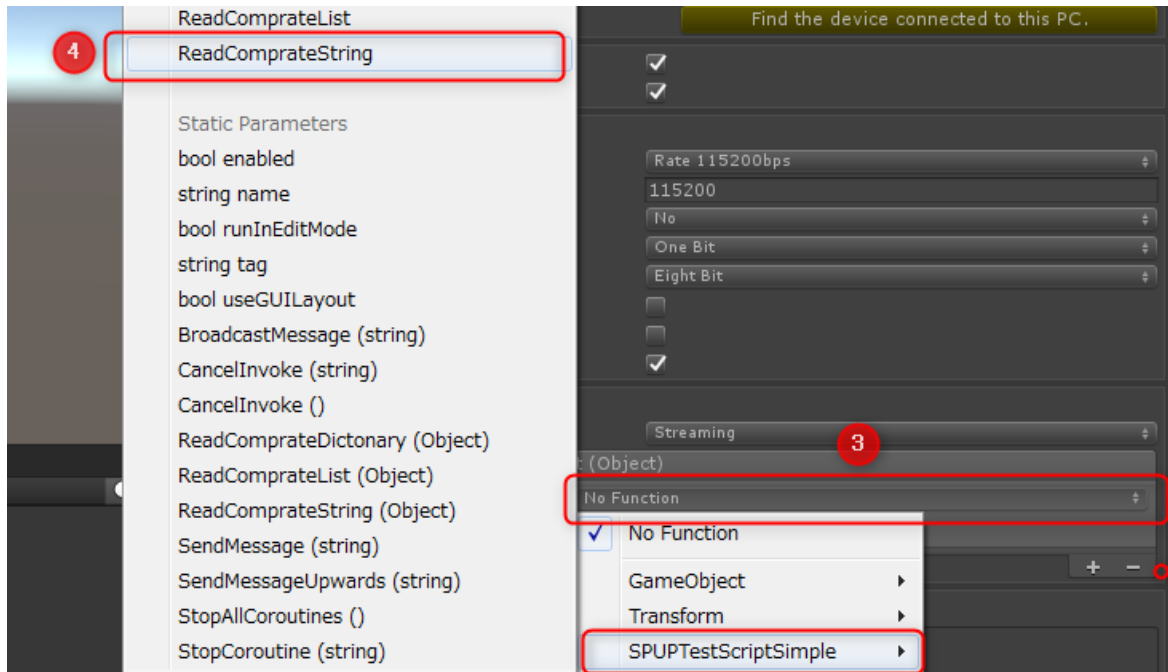 ReadComprateList
4
ReadComprateString
Static Parameters
bool enabled
string name
bool runInEditMode
string tag
bool useGUILayout
BroadcastMessage (string)
CancelInvoke (string)
CancelInvoke ()
ReadComprateDictonary (Object)
ReadComprateList (Object)
ReadComprateString (Object)
SendMessage (string)
SendMessageUpwards (string)
StopAllCoroutines ()
StopCoroutine (string)
Find the device connected to this PC.
Rate 115200bps
115200
No
One Bit
Eight Bit
Streaming
3
(Object)
No Function
No Function
GameObject
Transform
SPUPTestScriptSimple